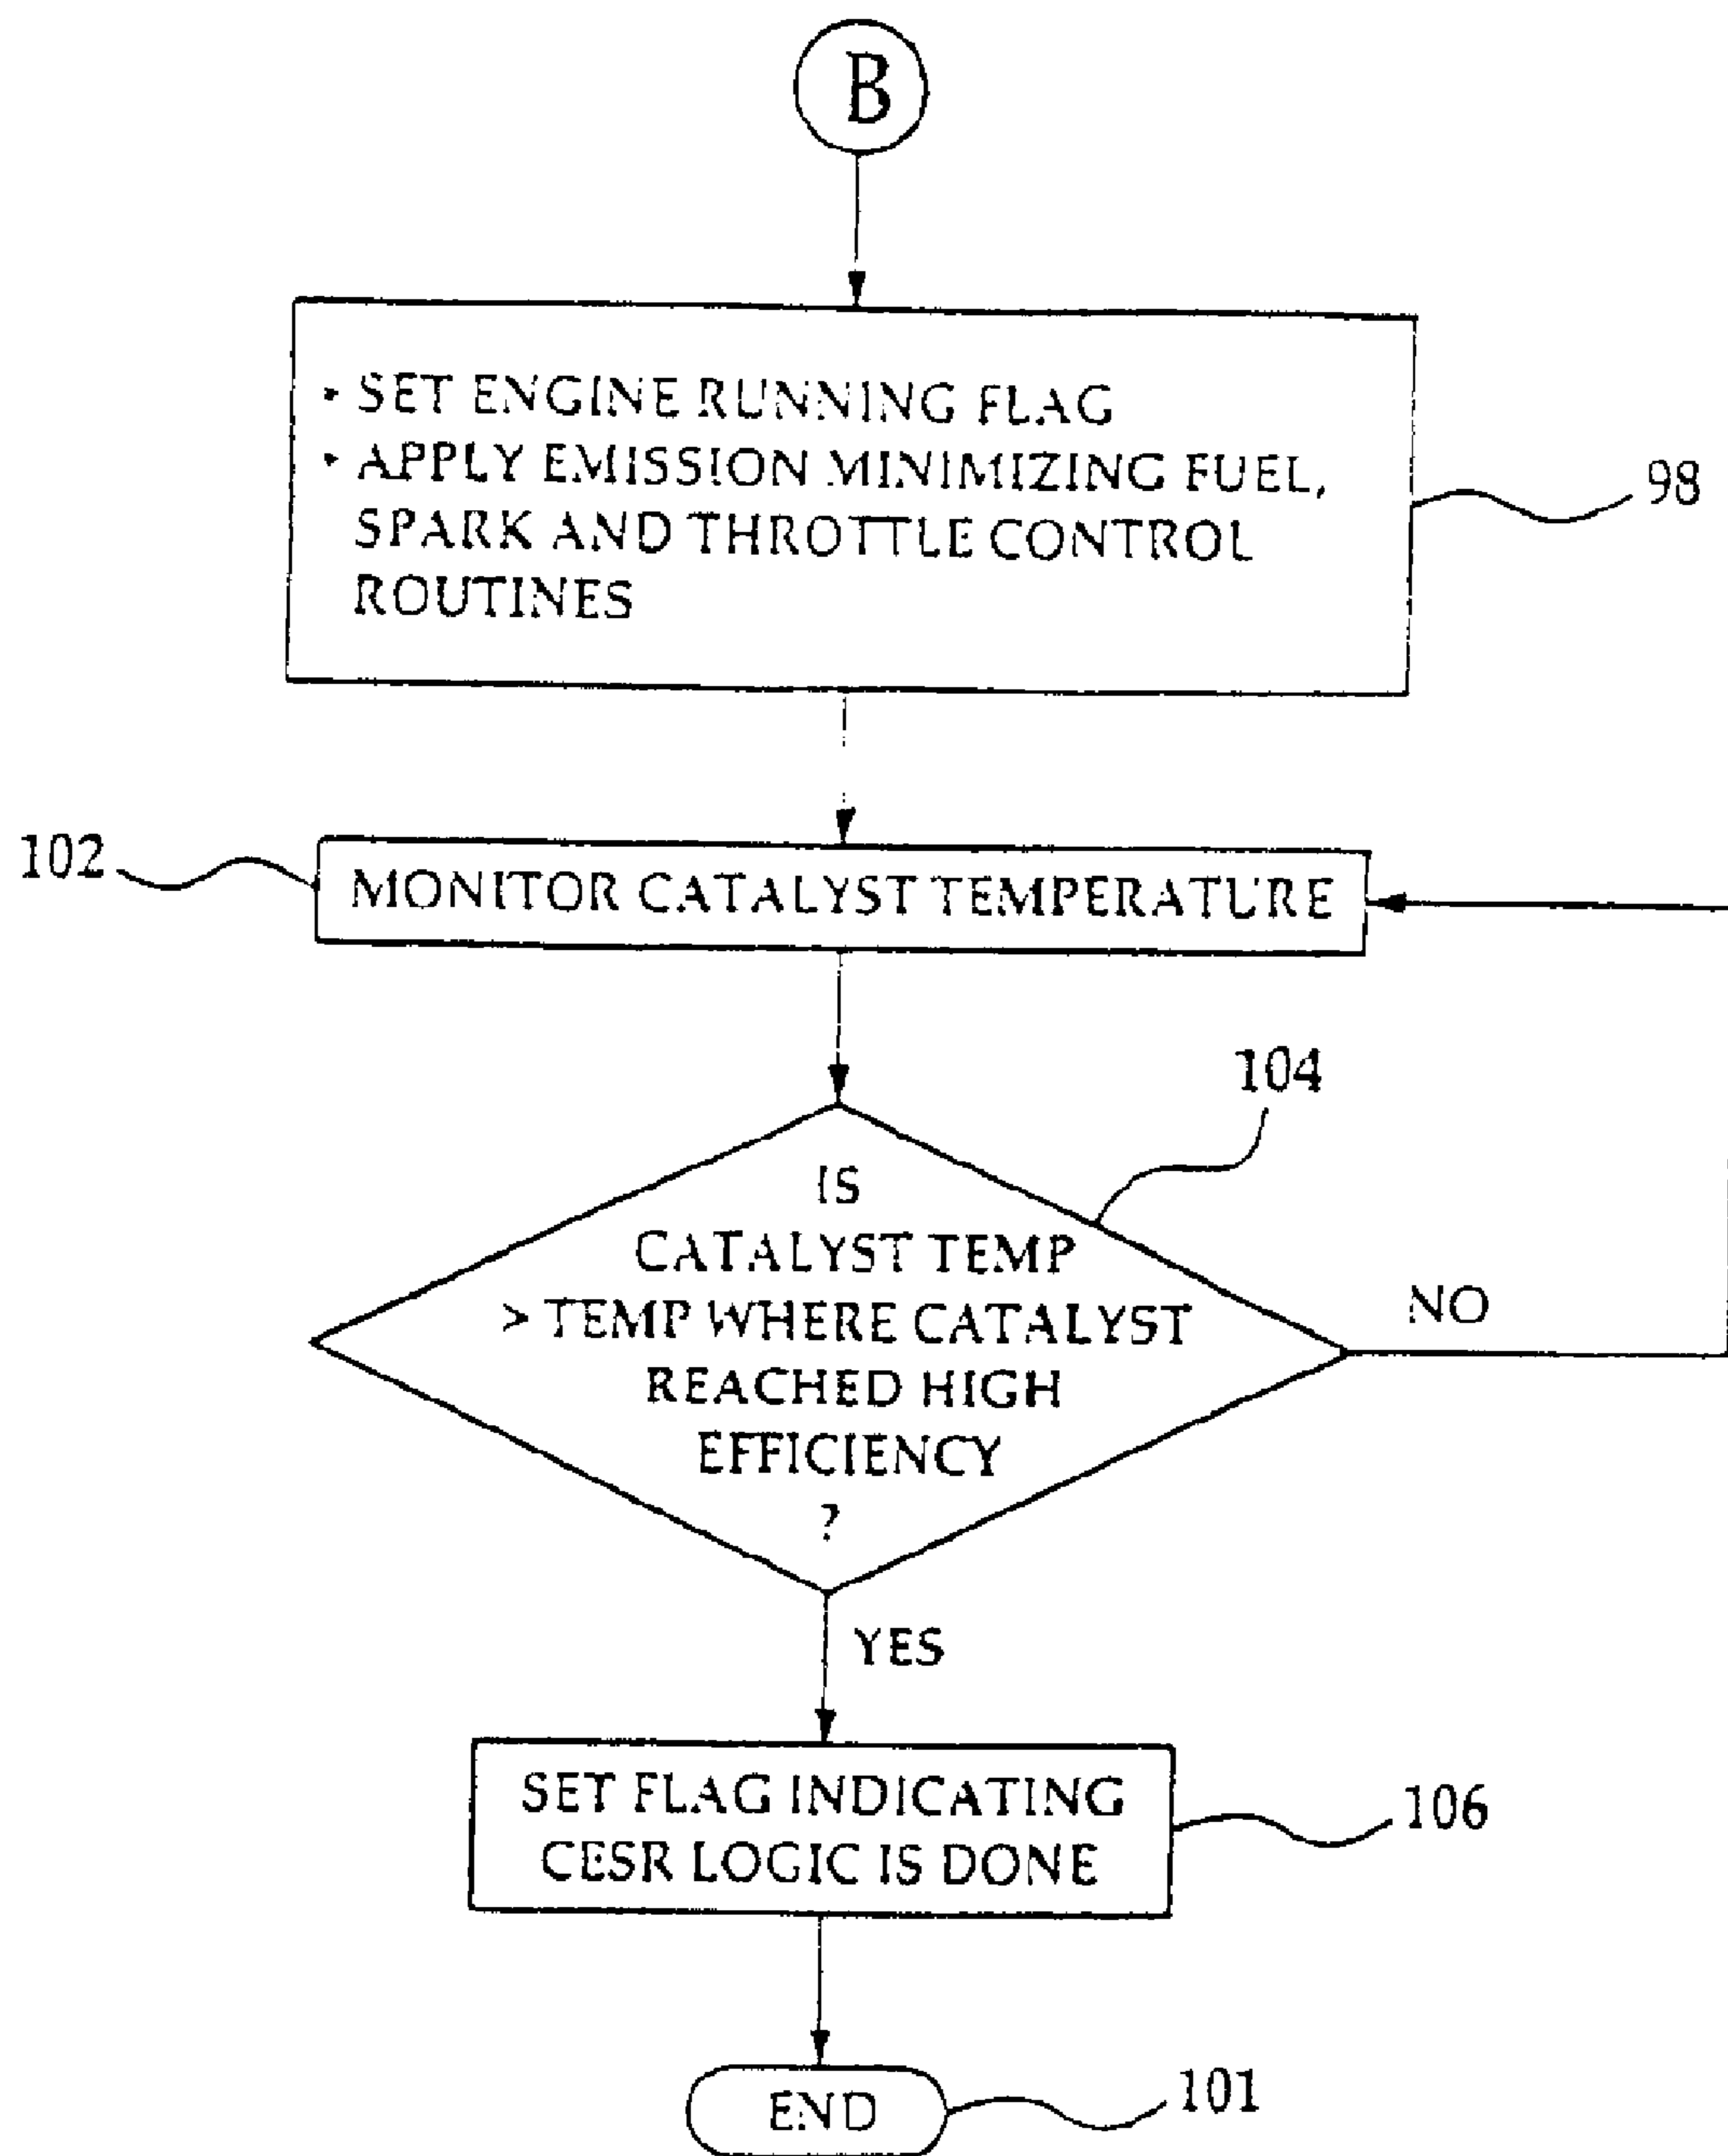 B
• SET ENGINE RUNNING FLAG
• APPLY EMISSION MINIMIZING FUEL,
SPARK AND THROTTLE CONTROL
ROUTINES
98
102
MONITOR CATALYST TEMPERATURE
104
IS
CATALYST TEMP
> TEMP WHERE CATALYST
REACHED HIGH
EFFICIENCY
?
NO
YES
SET FLAG INDICATING
CESR LOGIC IS DONE
106
END
101